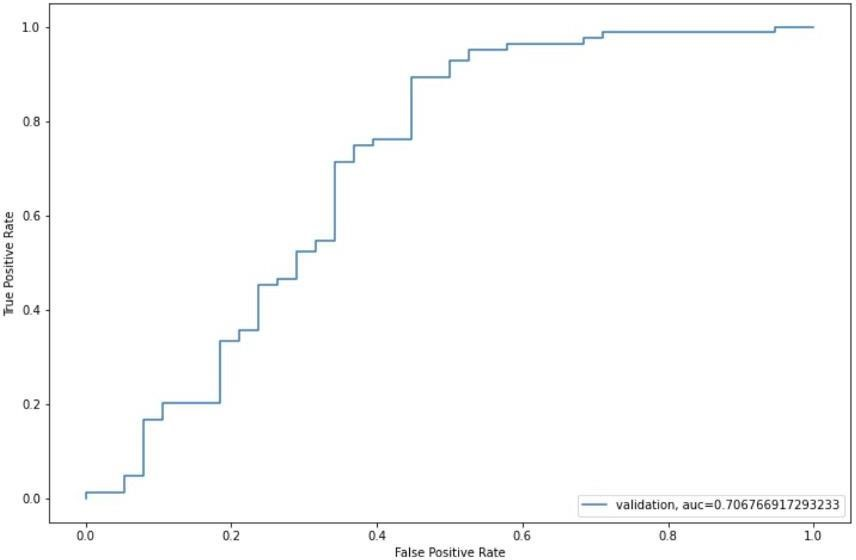 1.0
0.8
0.6
0.4
0.2
0.0
True Positive Rate
validation, auc=0.706766917293233
0.0 0.2 0.4 0.6 0.8 1.0
False Positive Rate